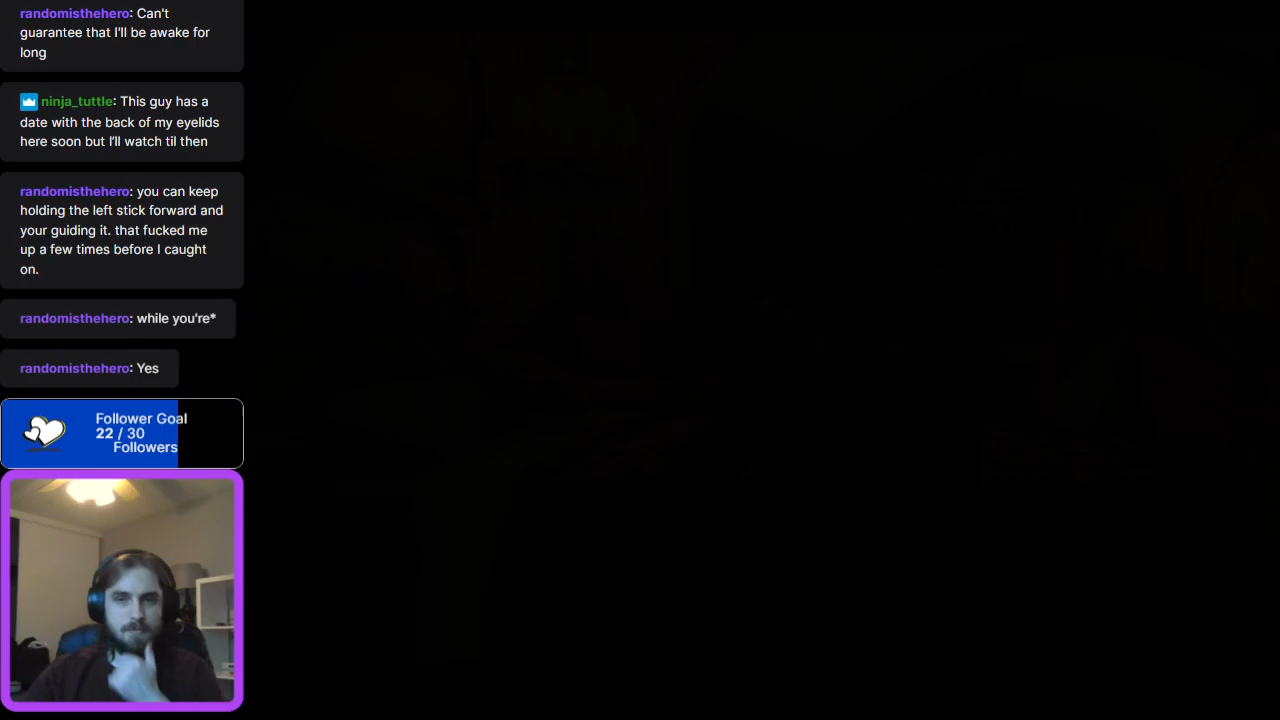 randomisthehero: Can't
guarantee that I'll be awake for
long
ninja_tuttle: This guy has a
date with the back of my eyelids
here soon but I'll watch til then
randomisthehero: you can keep
holding the left stick forward and
your guiding it. that fucked me
up a few times before I caught
on.
randomisthehero: while you're*
randomisthehero: Yes
Follower Goal
22 / 30
Followers